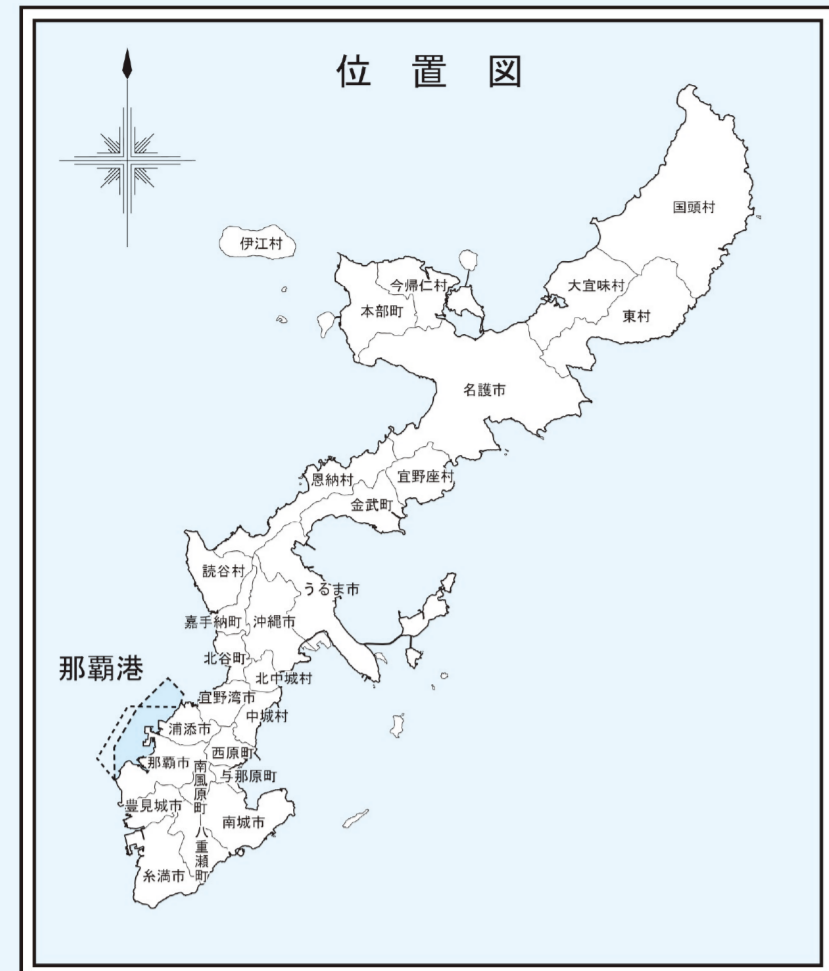 位置図
国頭村
伊江村
今帰仁村
大宜味村
本部町
東村
名護市
恩納村
宜野座村
金武町
読谷村
うるま市
嘉手納町
沖縄市
北谷町
那覇港
北中城村
宜野湾市
中城村
浦添市
西原町
那覇市
南風原町
与那原町
豊見城市
南城市
八重瀬町
糸満市